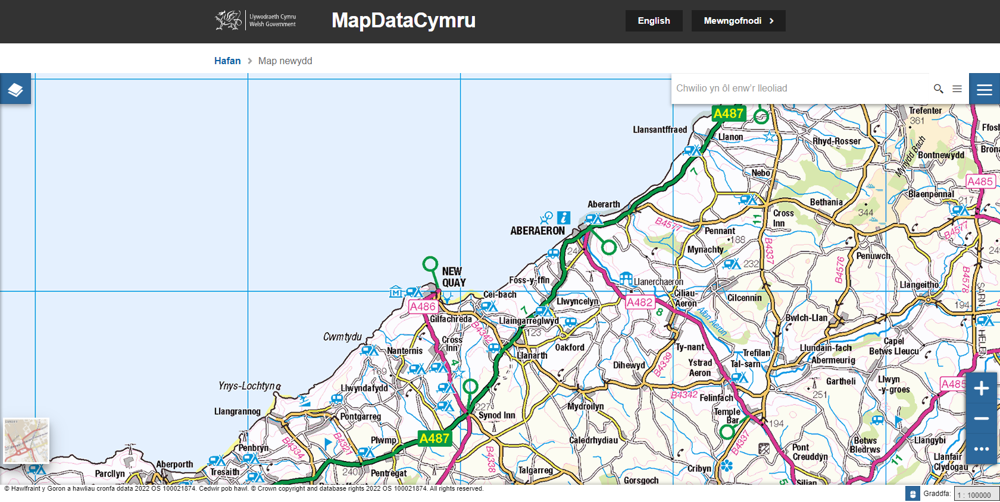 Llywodraeth Cymru
Welsh Government
MapDataCymru
English
Mewngofnodi
Hafan
Map newydd
Chwilio yn ôl enw'r lleoliad
A487
Trefenter
361
Llansantffraed
Llanon
Rhyd-Rosser
Mynydd Bach
Bontnewydd
7
Nebo
A485
Blaenpennal
217
Aberarth
Bethania
344
Cross
Inn
11
ABERAERON
B4577
Pennant
188
B4577
Mynachty
B4337
24
232
B4576
Penuwch
NEW
QUAY
Foss-y-ffin
Llanerchaeron
B4578
Llangeitho
Cei-bach
Ciliau-
Aeron
Cilcennin
A486
Llwyncelyn
A482
194
SARN HELEN
Gilfachreda
7
8
Afon Aeron
Llaingarreglwyd
Bwlch-Llan
B4342
123
Cwmtydu
Cross
Inn
Oakford
Ty-nant
Capel
Betws Lleucu
Nanternis
Llanarth
Llundain-fach
Trefilan
B4339
Abermeurig
4
Dihewyd
Ystrad
Aeron
Tal-sarn
169
Gartheli
Llwyn
-y-groes
A485
Ynys-Lochtyn
Llwyndafydd
B4342
Felinfach
251
Llangrannog
227
Mydroilyn
Temple
Bar
Pontgarreg
Synod Inn
194
A487
Plwmp
Caledrhydiau
B4337
Betws
Bledrws
Llangybi
B4334
B4321
Penbryn
Pont
Creuddyn
B4338
11
Llanfair
Clydogau
Aberporth
Parcllyn
Tresaith
240
Pentregat
Talgarreg
Cribyn
Gorsgoch
5
Silian
© Hawlfraint y Goron a hawliau cronfa ddata 2022 OS 100021874. Cedwir pob hawl. © Crown copyright and database rights 2022 OS 100021874. All rights reserved.
Graddfa:
1 : 100000